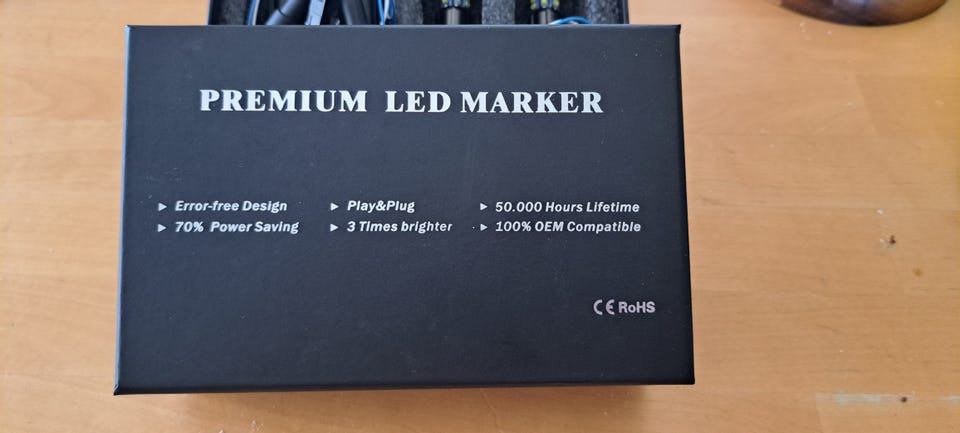 PREMIUM LED MARKER
► Error-free Design ► Play&Plug ► 50.000 Hours Lifetime
► 70% Power Saving ► 3 Times brighter ► 100% OEM Compatible
CE RoHS